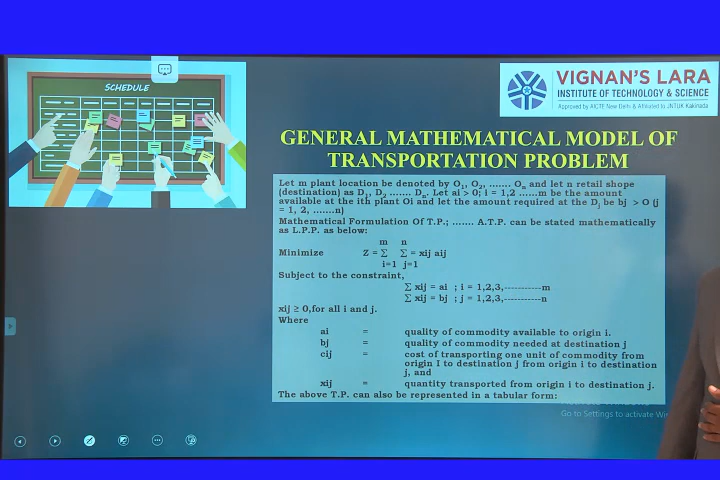 SCHEDULE
VIGNAN'S LARA
INSTITUTE OF TECHNOLOGY & SCIENCE
Approved by AICTE New Delhi & Affiliated to JNTUK Kakinada
GENERAL MATHEMATICAL MODEL OF
TRANSPORTATION PROBLEM
Let m plant location be denoted by O₁, O₂, ....... Oₙ and let n retail shope
(destination) as D₁, D₂ ....... Dₙ. Let ai > 0; i = 1,2 ......m be the amount
available at the ith plant Oi and let the amount required at the Dⱼ be bj > O (j
= 1, 2, .......n)
Mathematical Formulation Of T.P.; ....... A.T.P. can be stated mathematically
as L.P.P. as below:
m n
Minimize Z = Σ Σ = xij aij
i=1 j=1
Subject to the constraint,
Σ xij = ai ; i = 1,2,3,-----------m
Σ xij = bj ; j = 1,2,3,-----------n
xij ≥ 0,for all i and j.
Where
ai = quality of commodity available to origin i.
bj = quality of commodity needed at destination j
cij = cost of transporting one unit of commodity from
origin I to destination j from origin i to destination
j, and
xij = quantity transported from origin i to destination j.
The above T.P. can also be represented in a tabular form:
Go to Settings to activate